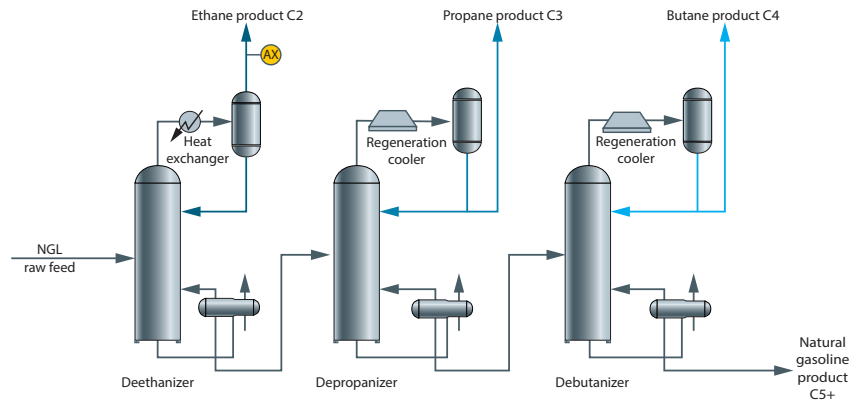 Ethane product C2
Propane product C3
Butane product C4
AX
Heat
exchanger
Regeneration
cooler
Regeneration
cooler
NGL
raw feed
Natural
gasoline
product
C5+
Deethanizer
Depropanizer
Debutanizer